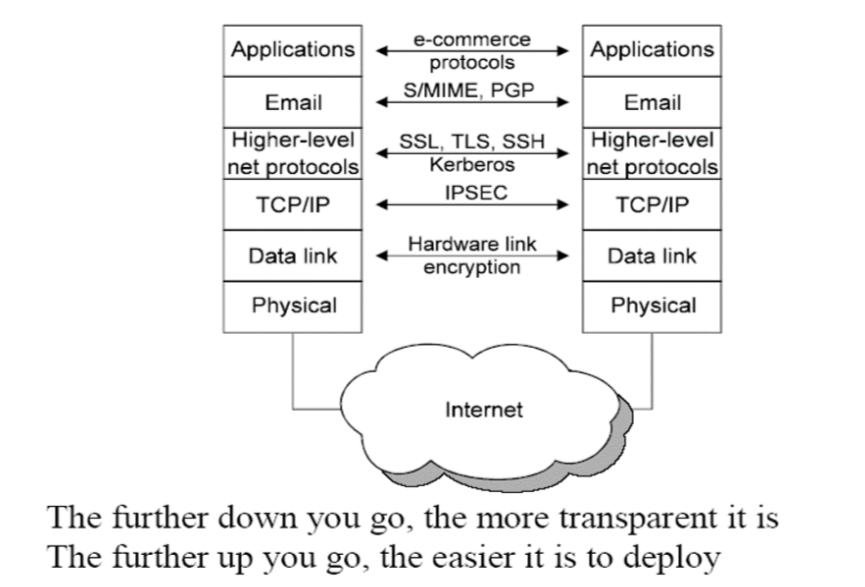 Applications
e-commerce
protocols
Applications
Email
S/MIME, PGP
Email
Higher-level
net protocols
SSL, TLS, SSH
Kerberos
Higher-level
net protocols
TCP/IP
IPSEC
TCP/IP
Data link
Hardware link
encryption
Data link
Physical
Physical
Internet
The further down you go, the more transparent it is
The further up you go, the easier it is to deploy